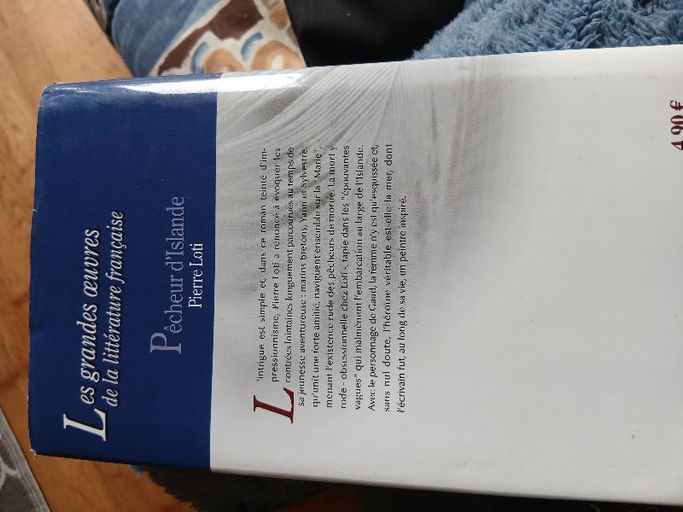 Les grandes œuvres
de la littérature française
Pêcheur d'Islande
Pierre Loti
L'intrigue est simple et, dans ce roman teinté d'im-
pressionnisme, Pierre Loti a renoncé à évoquer les
contrées lointaines longuement parcourues au temps de
sa jeunesse aventureuse : marins bretons, Yann et Sylvestre,
qu'unit une forte amitié, naviguent ensemble sur la "Marie",
menant l'existence rude des pêcheurs de morue. La mort y
rode - obsessionnelle chez Loti -, tapie dans les "épouvantes
vagues" qui malmènent l'embarcation au large de l'Islande.
Avec le personnage de Gaud, la femme n'y est qu'esquissée et,
sans nul doute, l'héroïne véritable est-elle la mer, dont
l'écrivain fut, au long de sa vie, un peintre inspiré.
4,90 €